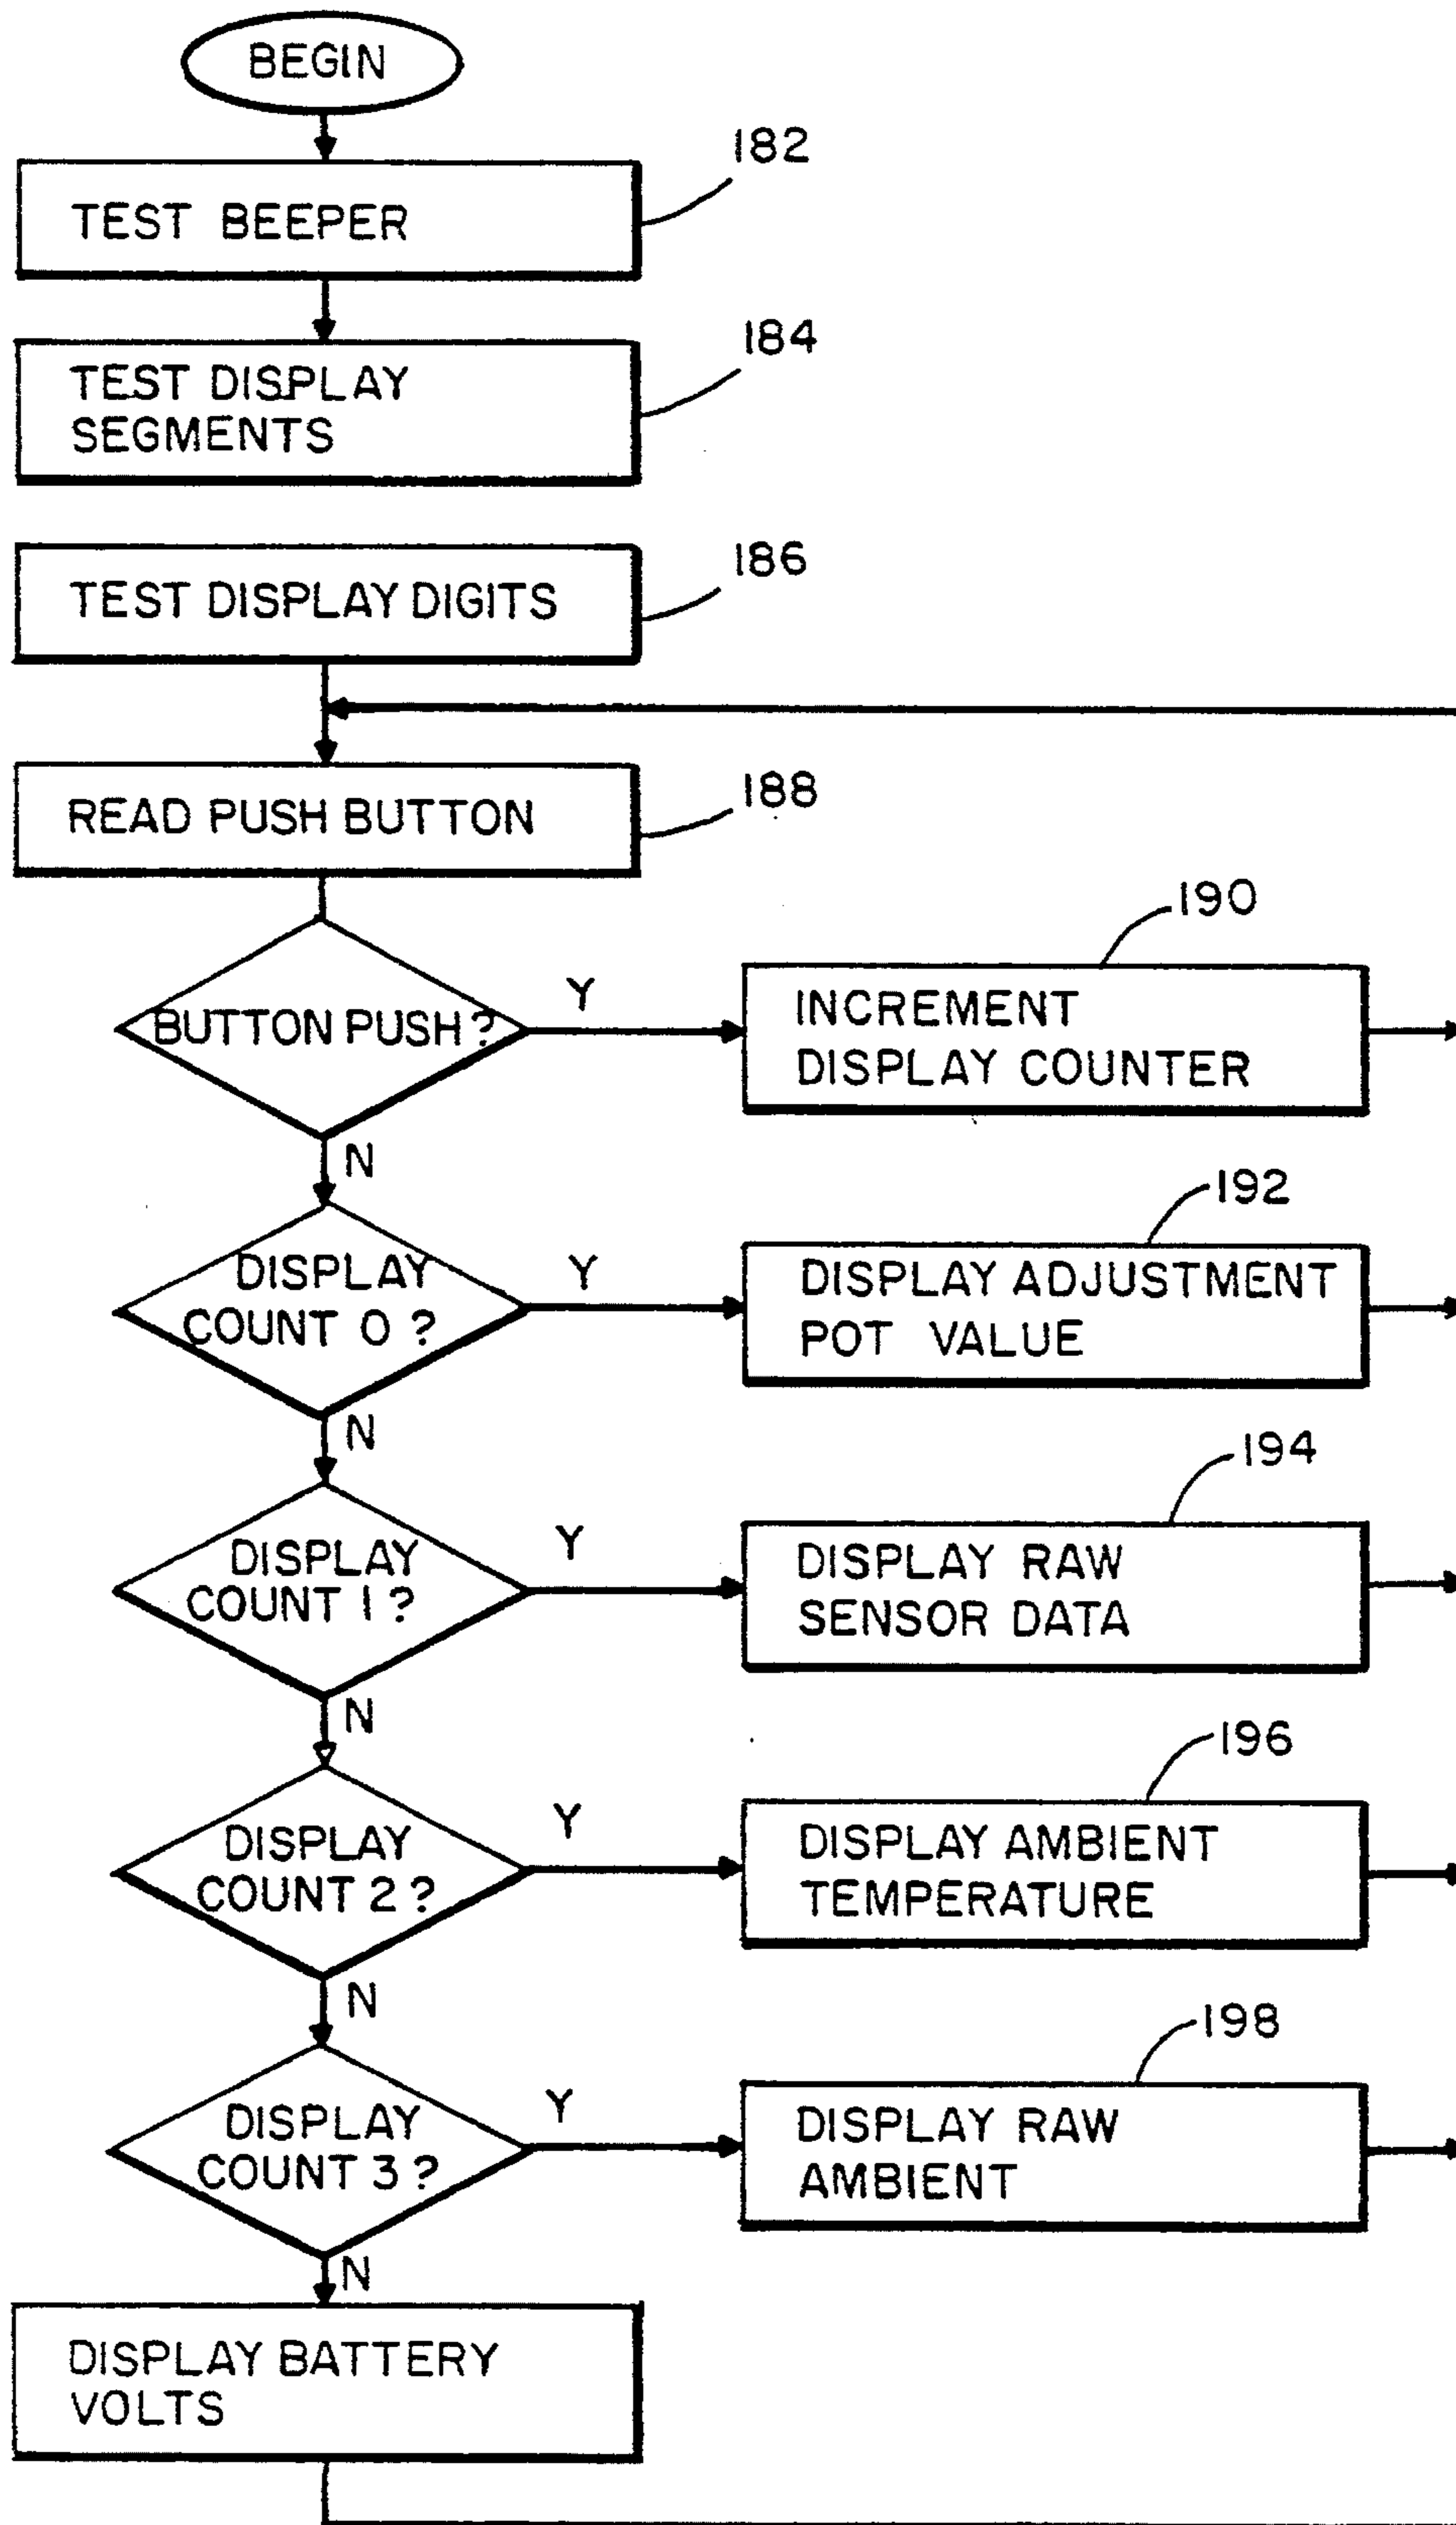 BEGIN
182
TEST BEEPER
184
TEST DISPLAY
SEGMENTS
186
TEST DISPLAY DIGITS
188
READ PUSH BUTTON
190
BUTTON PUSH?
Y
INCREMENT
DISPLAY COUNTER
N
192
DISPLAY
COUNT 0?
Y
DISPLAY ADJUSTMENT
POT VALUE
N
194
DISPLAY
COUNT 1?
Y
DISPLAY RAW
SENSOR DATA
N
196
DISPLAY
COUNT 2?
Y
DISPLAY AMBIENT
TEMPERATURE
N
198
DISPLAY
COUNT 3?
Y
DISPLAY RAW
AMBIENT
N
DISPLAY BATTERY
VOLTS